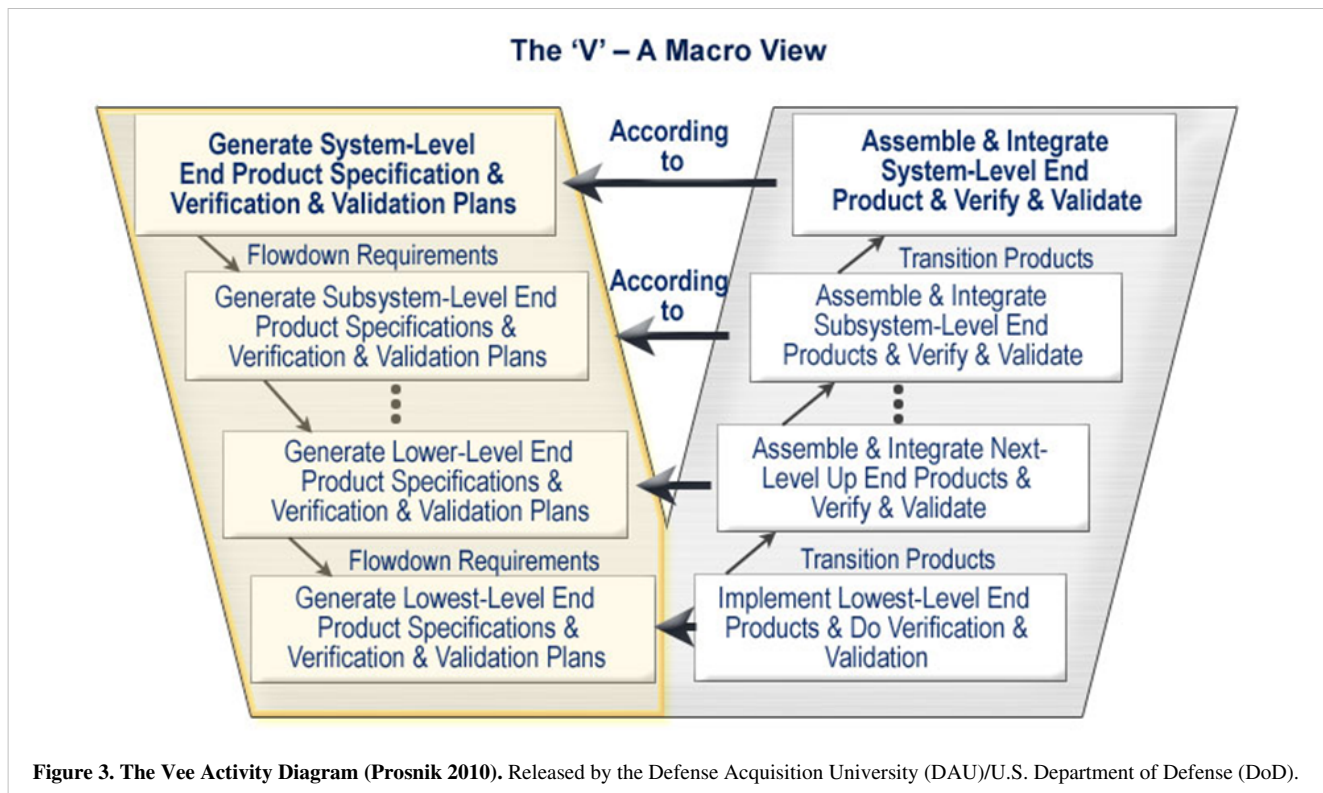 The ‘V’ – A Macro View
Generate System-Level
End Product Specification &
Verification & Validation Plans
According
to
Assemble & Integrate
System-Level End
Product & Verify & Validate
Flowdown Requirements
Transition Products
Generate Subsystem-Level End
Product Specifications &
Verification & Validation Plans
According
to
Assemble & Integrate
Subsystem-Level End
Products & Verify & Validate
Generate Lower-Level End
Product Specifications &
Verification & Validation Plans
Assemble & Integrate Next-
Level Up End Products &
Verify & Validate
Flowdown Requirements
Transition Products
Generate Lowest-Level End
Product Specifications &
Verification & Validation Plans
Implement Lowest-Level End
Products & Do Verification &
Validation
Figure 3. The Vee Activity Diagram (Prosnik 2010). Released by the Defense Acquisition University (DAU)/U.S. Department of Defense (DoD).